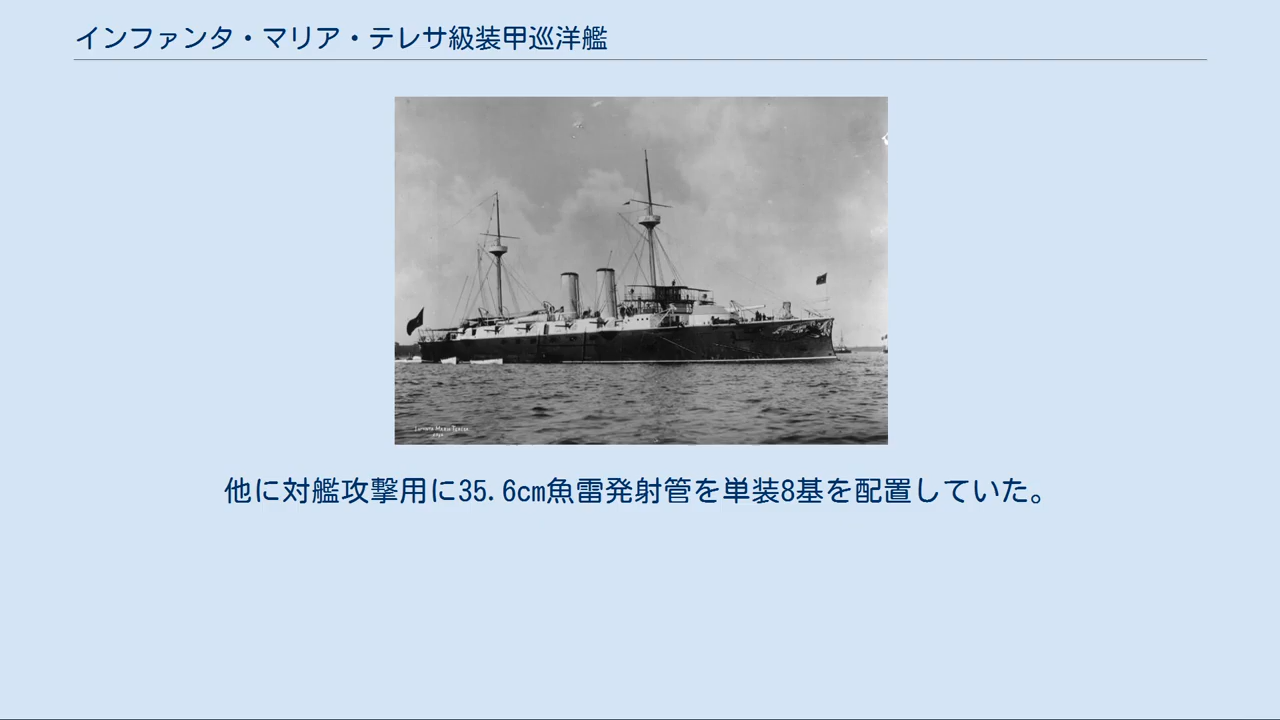 インファンタ・マリア・テレサ級装甲巡洋艦
他に対艦攻撃用に35.6cm魚雷発射管を単装8基を配置していた。